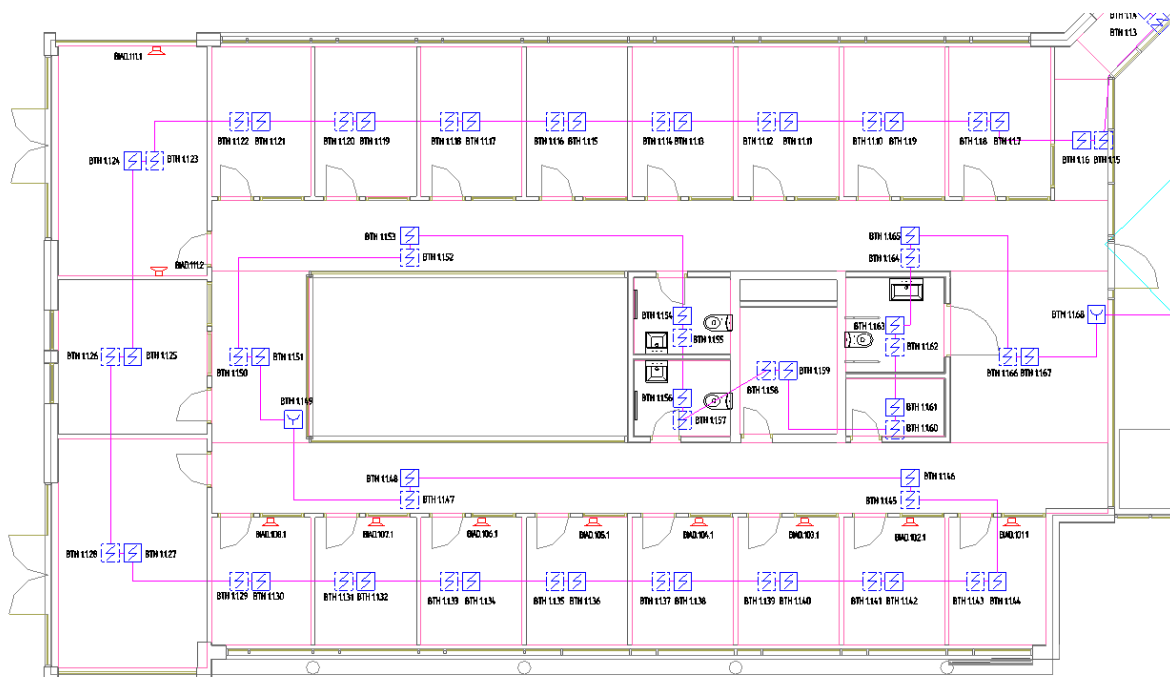 BTH 1.1.4
BTH 1.1.3
BIAD.111.1
BTH 1.1.22 BTH 1.1.21
BTH 1.1.20 BTH 1.1.19
BTH 1.1.18 BTH 1.1.17
BTH 1.1.16 BTH 1.1.15
BTH 1.1.14 BTH 1.1.13
BTH 1.1.12 BTH 1.1.11
BTH 1.1.10 BTH 1.1.9
BTH 1.1.8 BTH 1.1.7
BTH 1.1.6 BTH 1.1.5
BTH 1.1.24 BTH 1.1.23
BTH 1.1.53
BTH 1.1.65
BTH 1.1.52
BTH 1.1.64
BIAD.111.2
BTH 1.1.54
BTM 1.1.68
BTH 1.1.63
BTH 1.1.55
BTH 1.1.62
BTH 1.1.26 BTH 1.1.25
BTH 1.1.50 BTH 1.1.51
BTH 1.1.59
BTH 1.1.66 BTH 1.1.67
BTH 1.1.58
BTH 1.1.56
BTH 1.1.61
BTM 1.1.49
BTH 1.1.57
BTH 1.1.60
BTH 1.1.48
BTH 1.1.46
BTH 1.1.47
BTH 1.1.45
BIAD.108.1
BIAD.107.1
BIAD.106.1
BIAD.105.1
BIAD.104.1
BIAD.103.1
BIAD.102.1
BIAD.101.1
BTH 1.1.28 BTH 1.1.27
BTH 1.1.29 BTH 1.1.30
BTH 1.1.31 BTH 1.1.32
BTH 1.1.33 BTH 1.1.34
BTH 1.1.35 BTH 1.1.36
BTH 1.1.37 BTH 1.1.38
BTH 1.1.39 BTH 1.1.40
BTH 1.1.41 BTH 1.1.42
BTH 1.1.43 BTH 1.1.44